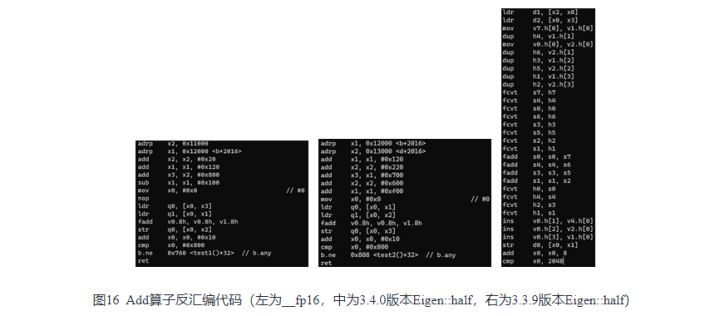 adrp x2, 0x11000
adrp x1, 0x12000 <b+2016>
add x2, x2, #0x20
add x1, x1, #0x120
add x3, x2, #0x800
sub x1, x1, #0x100
mov x0, #0x0 // #0
nop
ldr q0, [x0, x3]
ldr q1, [x0, x1]
fadd v0.8h, v0.8h, v1.8h
str q0, [x0, x2]
add x0, x0, #0x10
cmp x0, #0x800
b.ne 0x760 <test1()+32> // b.any
ret
adrp x1, 0x12000 <b+2016>
adrp x2, 0x13000 <d+2016>
add x1, x1, #0x120
add x2, x2, #0x220
add x3, x1, #0x700
add x2, x2, #0x600
add x1, x1, #0xf00
mov x0, #0x0 // #0
ldr q0, [x0, x1]
ldr q1, [x0, x2]
fadd v0.8h, v0.8h, v1.8h
str q0, [x0, x3]
add x0, x0, #0x10
cmp x0, #0x800
b.ne 0x808 <test2()+32> // b.any
ret
ldr d1, [x2, x0]
ldr d2, [x0, x3]
mov v7.h[0], v1.h[0]
dup h4, v1.h[1]
mov v0.h[0], v2.h[0]
dup h6, v2.h[1]
dup h3, v1.h[2]
dup h5, v2.h[2]
dup h1, v1.h[3]
dup h2, v2.h[3]
fcvt s7, h7
fcvt s4, h4
fcvt s0, h0
fcvt s6, h6
fcvt s3, h3
fcvt s5, h5
fcvt s2, h2
fcvt s1, h1
fadd s0, s0, s7
fadd s4, s4, s6
fadd s3, s3, s5
fadd s1, s1, s2
fcvt h0, s0
fcvt h4, s4
fcvt h2, s3
fcvt h1, s1
ins v0.h[1], v4.h[0]
ins v0.h[2], v2.h[0]
ins v0.h[3], v1.h[0]
str d0, [x0, x1]
add x0, x0, 8
cmp x0, 2048
图16 Add算子反汇编代码（左为__fp16，中为3.4.0版本Eigen::half，右为3.3.9版本Eigen::half)